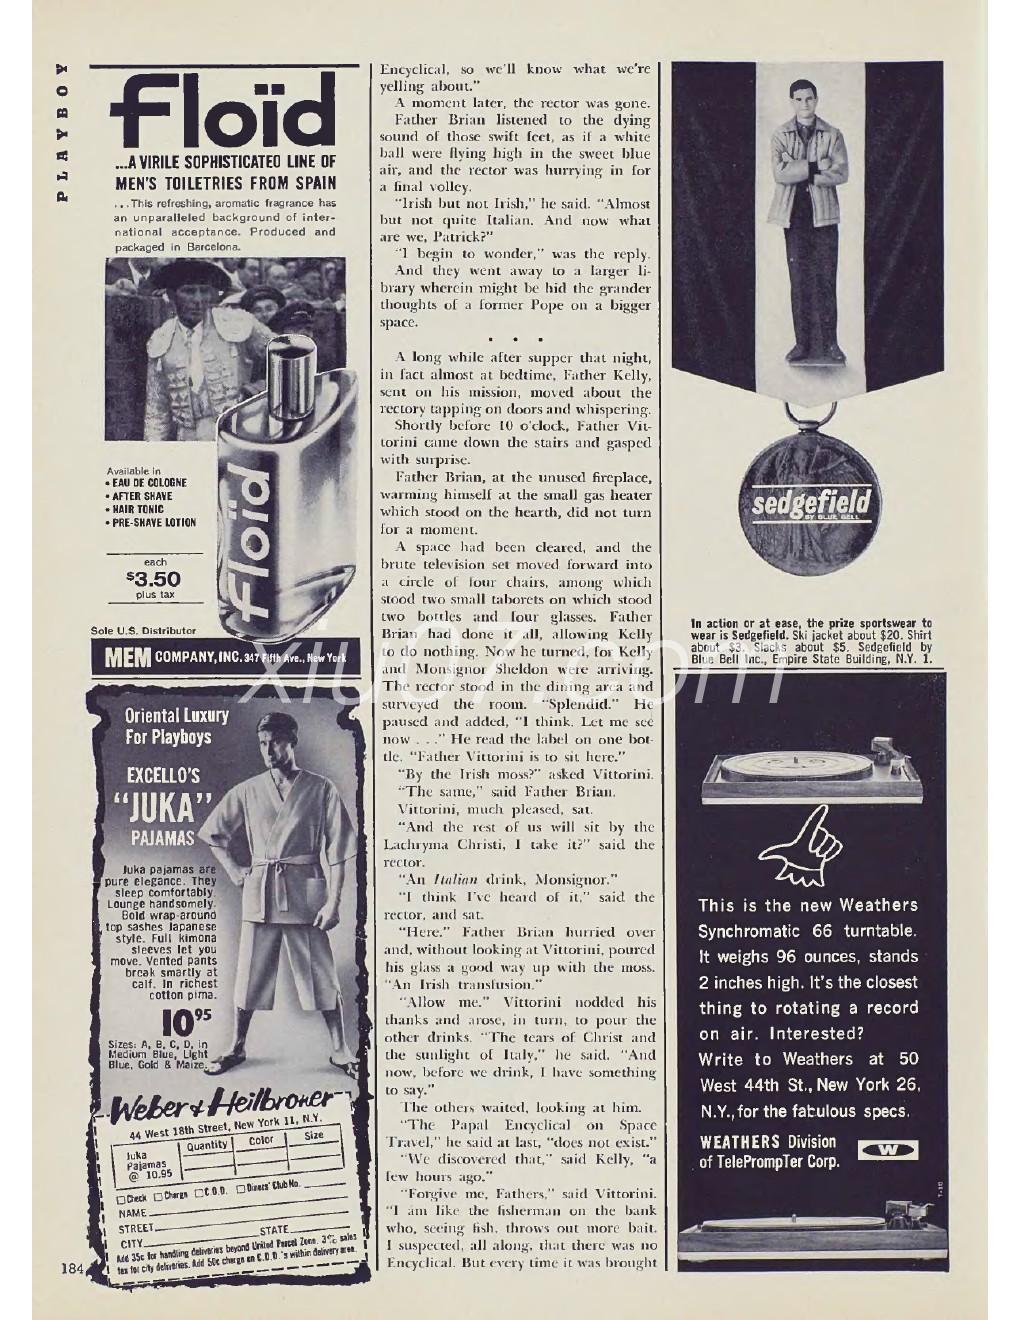 PLAYBOY
Floïd
...A VIRILE SOPHISTICATED LINE OF
MEN'S TOILETRIES FROM SPAIN
...This refreshing, aromatic fragrance has
an unparalleled background of inter-
national acceptance. Produced and
packaged in Barcelona.
Available in
• EAU DE COLOGNE
• AFTER SHAVE
• HAIR TONIC
• PRE-SHAVE LOTION
each
$3.50
plus tax
Floïd
Sole U.S. Distributor
MEM COMPANY, INC. 347 Fifth Ave., New York
Oriental Luxury
For Playboys
EXCELLO'S
"JUKA"
PAJAMAS
Juka pajamas are
pure elegance. They
sleep comfortably.
Lounge handsomely.
Bold wrap-around
top sashes Japanese
style. Full kimona
sleeves let you
move. Vented pants
break smartly at
calf. In richest
cotton pima.
10.95
Sizes: A, B, C, D, in
Medium Blue, Light
Blue, Gold & Maize.
Weber & Heilbroner
44 West 18th Street, New York 11, N.Y.
Quantity Color Size
Juka
Pajamas
@ 10.95
☐ Check ☐ Charge ☐ C.O.D. ☐ Diners' Club No.
NAME
STREET
CITY STATE
Add 35c for handling deliveries beyond United Parcel Zone. 3% sales
tax for city deliveries. Add 50c charge on C.O.D.'s within delivery area.
184
Encyclical, so we'll know what we're
yelling about."
A moment later, the rector was gone.
Father Brian listened to the dying
sound of those swift feet, as if a white
ball were flying high in the sweet blue
air, and the rector was hurrying in for
a final volley.
"Irish but not Irish," he said. "Almost
but not quite Italian. And now what
are we, Patrick?"
"I begin to wonder," was the reply.
And they went away to a larger li-
brary wherein might be hid the grander
thoughts of a former Pope on a bigger
space.
• • •
A long while after supper that night,
in fact almost at bedtime, Father Kelly,
sent on his mission, moved about the
rectory tapping on doors and whispering.
Shortly before 10 o'clock, Father Vit-
torini came down the stairs and gasped
with surprise.
Father Brian, at the unused fireplace,
warming himself at the small gas heater
which stood on the hearth, did not turn
for a moment.
A space had been cleared, and the
brute television set moved forward into
a circle of four chairs, among which
stood two small taborets on which stood
two bottles and four glasses. Father
Brian had done it all, allowing Kelly
to do nothing. Now he turned, for Kelly
and Monsignor Sheldon were arriving.
The rector stood in the dining area and
surveyed the room. "Splendid." He
paused and added, "I think. Let me see
now . . ." He read the label on one bot-
tle. "Father Vittorini is to sit here."
"By the Irish moss?" asked Vittorini.
"The same," said Father Brian.
Vittorini, much pleased, sat.
"And the rest of us will sit by the
Lachryma Christi, I take it?" said the
rector.
"An Italian drink, Monsignor."
"I think I've heard of it," said the
rector, and sat.
"Here." Father Brian hurried over
and, without looking at Vittorini, poured
his glass a good way up with the moss.
"An Irish transfusion."
"Allow me." Vittorini nodded his
thanks and arose, in turn, to pour the
other drinks. "The tears of Christ and
the sunlight of Italy," he said. "And
now, before we drink, I have something
to say."
The others waited, looking at him.
"The Papal Encyclical on Space
Travel," he said at last, "does not exist."
"We discovered that," said Kelly, "a
few hours ago."
"Forgive me, Fathers," said Vittorini.
"I am like the fisherman on the bank
who, seeing fish, throws out more bait.
I suspected, all along, that there was no
Encyclical. But every time it was brought
sedgefield
BY BLUE BELL
In action or at ease, the prize sportswear to
wear is Sedgefield. Ski jacket about $20. Shirt
about $3. Slacks about $5. Sedgefield by
Blue Bell Inc., Empire State Building, N.Y. 1.
This is the new Weathers
Synchromatic 66 turntable.
It weighs 96 ounces, stands
2 inches high. It's the closest
thing to rotating a record
on air. Interested?
Write to Weathers at 50
West 44th St., New York 26,
N.Y., for the fabulous specs.
WEATHERS Division
of TelePrompTer Corp.
W
T-10
xiu07.com